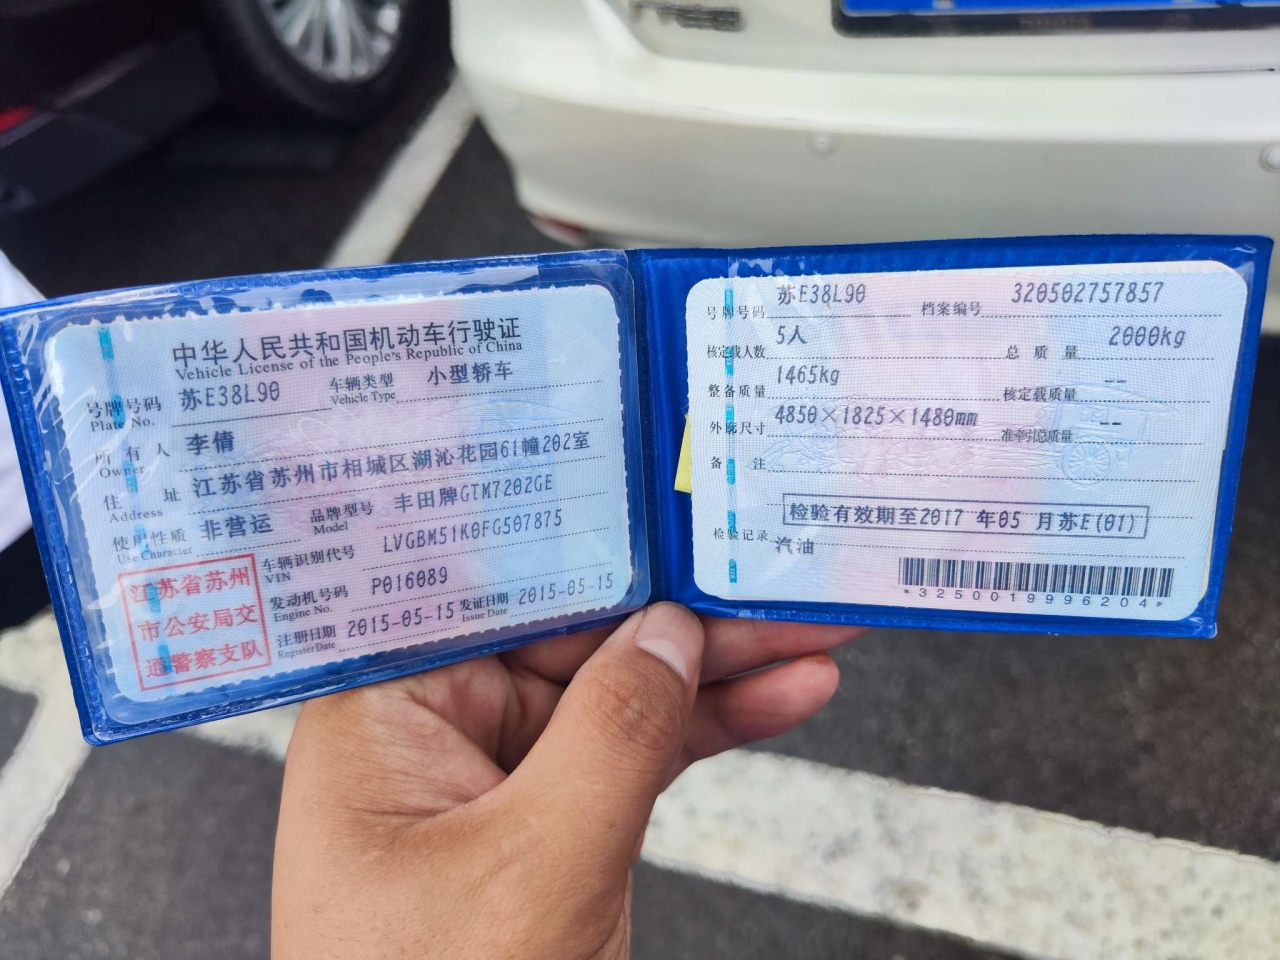 中华人民共和国机动车行驶证
Vehicle License of the People's Republic of China
号牌号码 苏E38L90 车辆类型 小型轿车
Plate No. Vehicle Type
所有人 李倩
Owner
住址 江苏省苏州市相城区湖沁花园61幢202室
Address
使用性质 非营运 品牌型号 丰田牌GTM7202GE
Use Character Model
江苏省苏州
市公安局交
通警察支队
车辆识别代号 LVGBM51K0FG507875
VIN
发动机号码 P016089
Engine No.
注册日期 2015-05-15 发证日期 2015-05-15
Register Date Issue Date
号牌号码 苏E38L90 档案编号 320502757857
核定载人数 5人 总质量 2000kg
整备质量 1465kg 核定载质量 --
外廓尺寸 4850×1825×1480mm 准牵引总质量 --
备注
检验有效期至2017 年05 月苏E(01)
检验记录 汽油
*3250019996204*